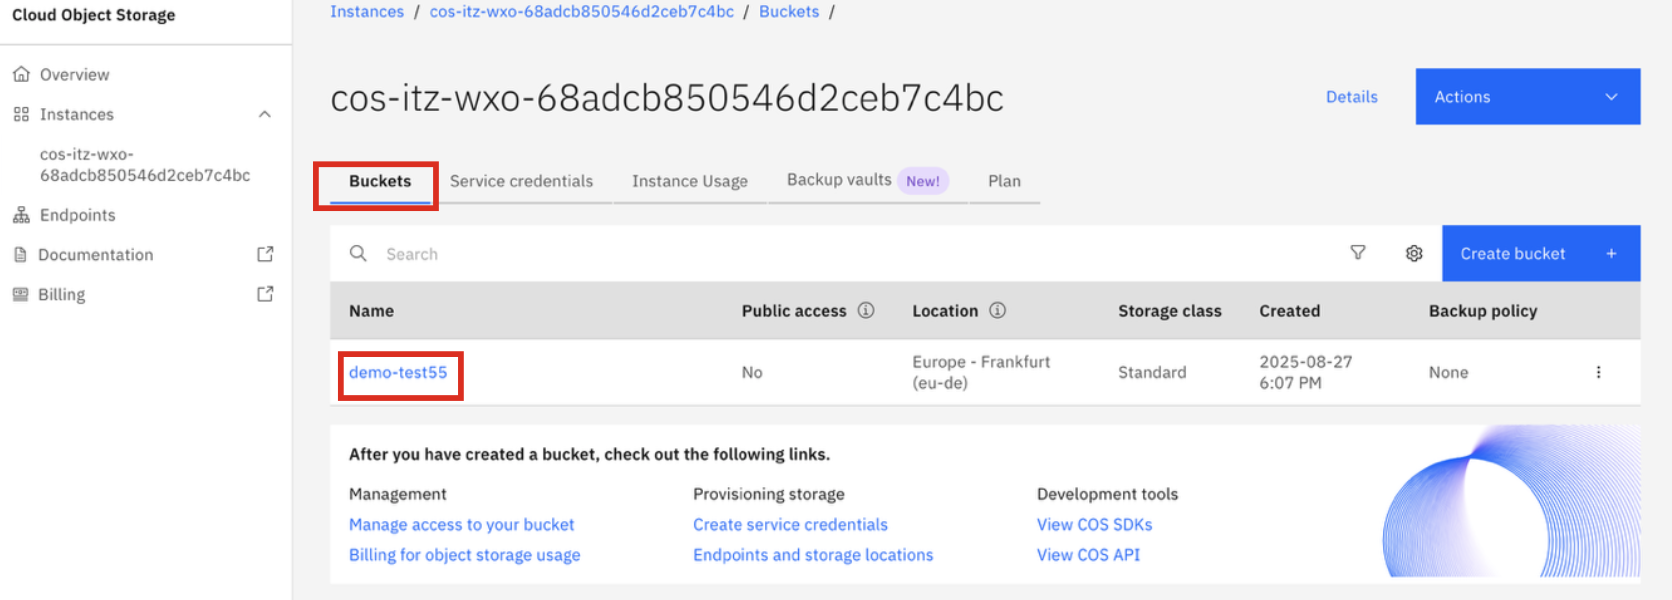 Cloud Object Storage
Overview
Instances
cos-itz-wxo-
68adcb850546d2ceb7c4bc
Endpoints
Documentation
Billing
Instances / cos-itz-wxo-68adcb850546d2ceb7c4bc / Buckets /
cos-itz-wxo-68adcb850546d2ceb7c4bc
Details
Actions
Buckets Service credentials Instance Usage Backup vaults New! Plan
Search
Create bucket +
Name Public access Location Storage class Created Backup policy
demo-test55 No Europe - Frankfurt (eu-de) Standard 2025-08-27 6:07 PM None
After you have created a bucket, check out the following links.
Management
Manage access to your bucket
Billing for object storage usage
Provisioning storage
Create service credentials
Endpoints and storage locations
Development tools
View COS SDKs
View COS API